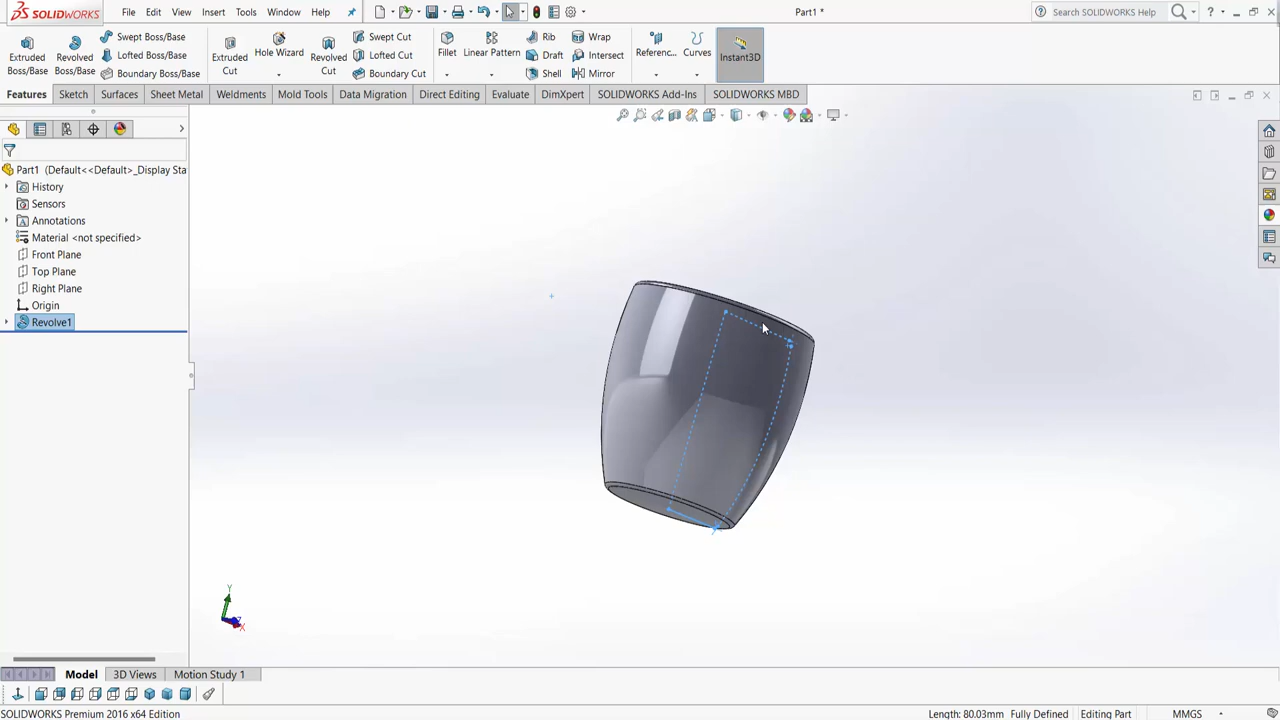 SOLIDWORKS
File Edit View Insert Tools Window Help
Part1 *
Search SOLIDWORKS Help
Extruded Boss/Base
Revolved Boss/Base
Swept Boss/Base
Lofted Boss/Base
Boundary Boss/Base
Extruded Cut
Hole Wizard
Revolved Cut
Swept Cut
Lofted Cut
Boundary Cut
Fillet
Linear Pattern
Rib
Draft
Shell
Wrap
Intersect
Mirror
Referenc...
Curves
Instant3D
Features Sketch Surfaces Sheet Metal Weldments Mold Tools Data Migration Direct Editing Evaluate DimXpert SOLIDWORKS Add-Ins SOLIDWORKS MBD
Part1 (Default<<Default>_Display Sta
History
Sensors
Annotations
Material <not specified>
Front Plane
Top Plane
Right Plane
Origin
Revolve1
Y
X
Model 3D Views Motion Study 1
SOLIDWORKS Premium 2016 x64 Edition
Length: 80.03mm Fully Defined Editing Part MMGS